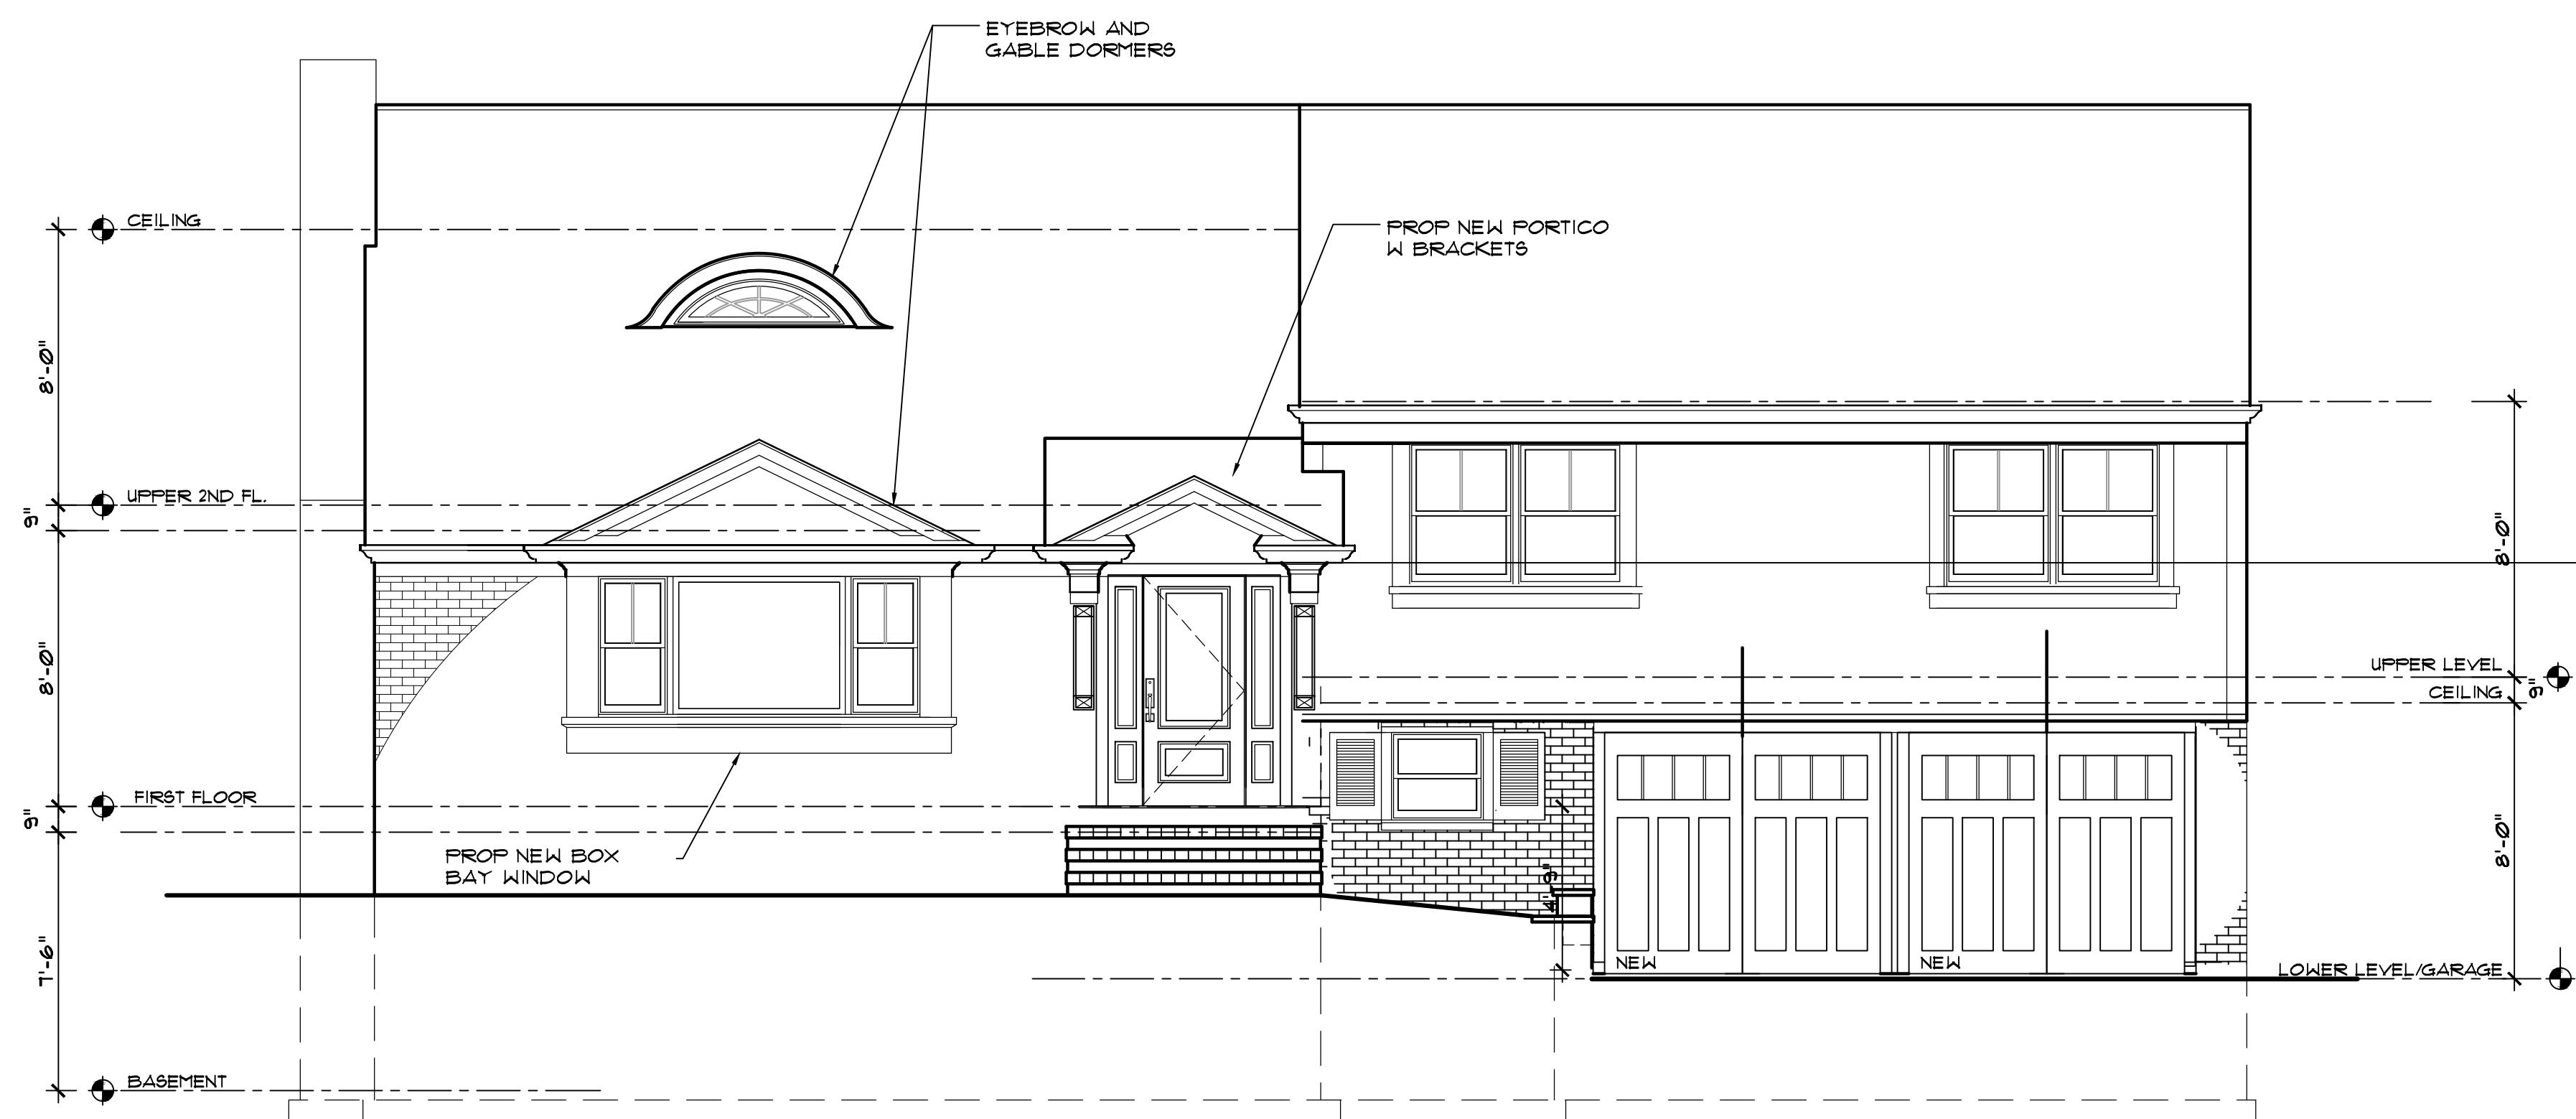 EYEBROW AND
GABLE DORMERS
CEILING
PROP NEW PORTICO
W BRACKETS
8'-0"
UPPER 2ND FL.
9"
8'-0"
8'-0"
UPPER LEVEL
CEILING
9"
FIRST FLOOR
9"
PROP NEW BOX
BAY WINDOW
8'-0"
4'-9"
7'-6"
NEW
NEW
LOWER LEVEL/GARAGE
BASEMENT